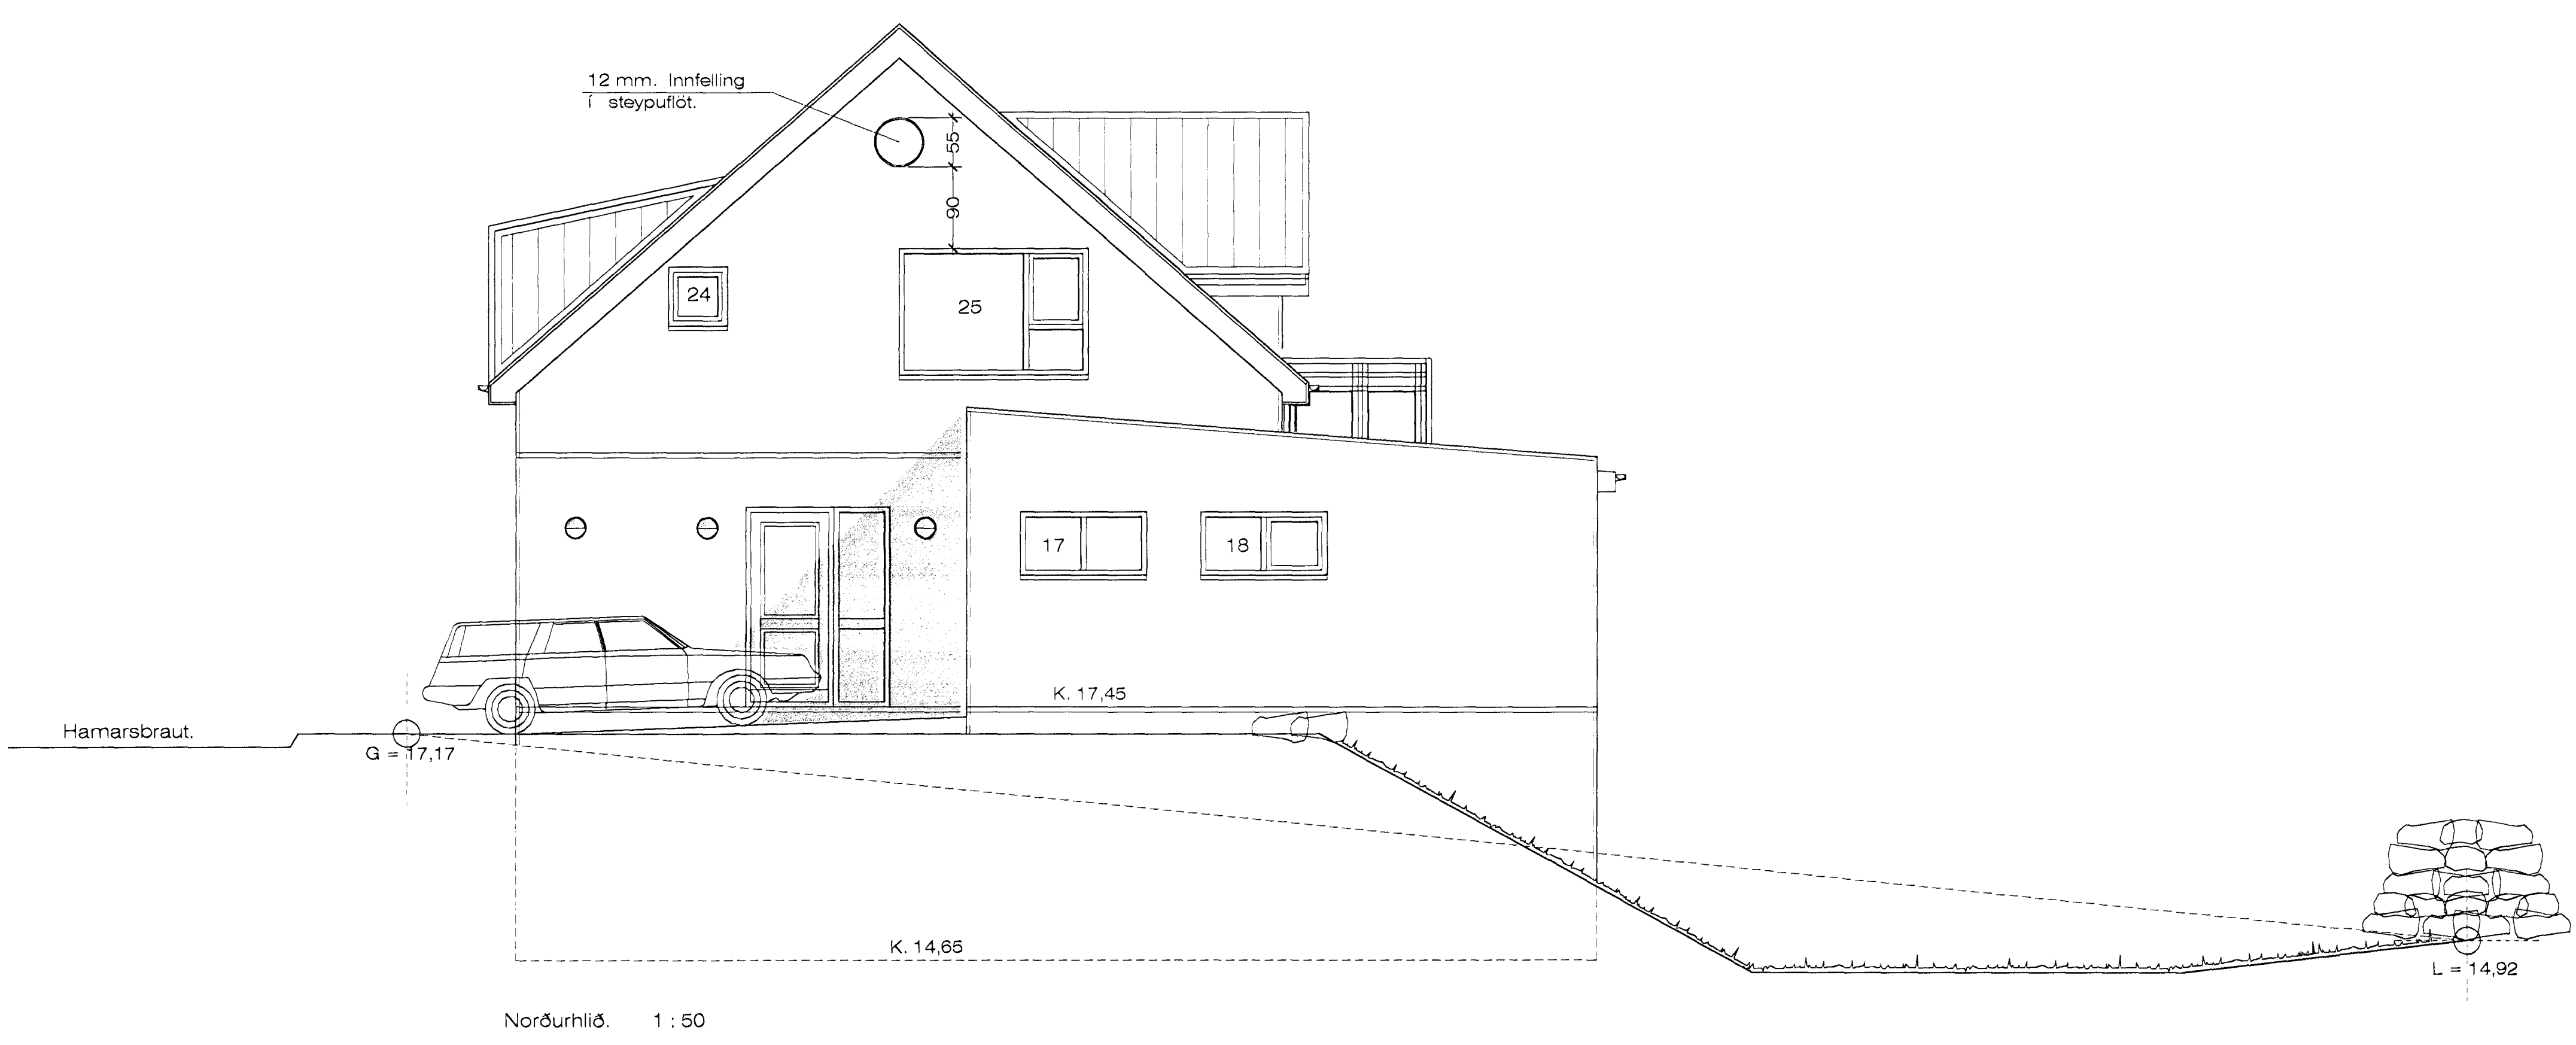 12 mm. Innfelling
í steypuflöt.
55
90
24
25
17
18
K. 17,45
Hamarsbraut.
G = 17,17
K. 14,65
L = 14,92
Norðurhlið. 1 : 50